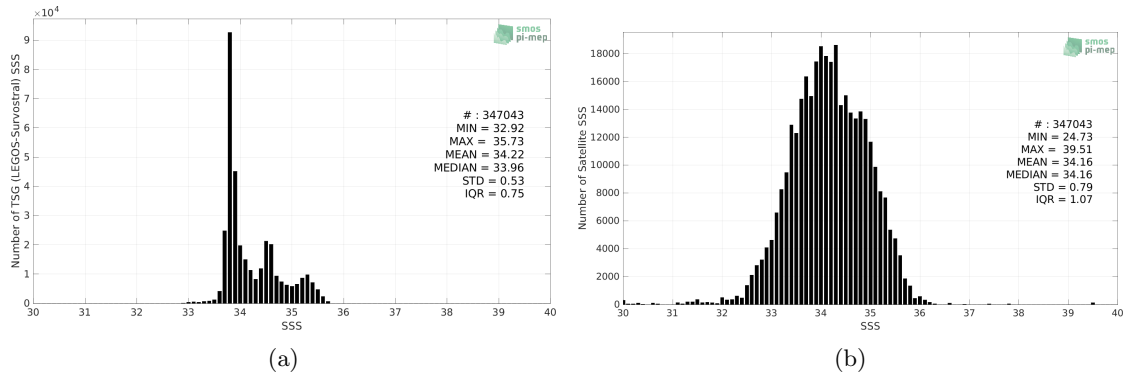 ×10⁴
9
8
7
6
5
4
3
2
1
0
Number of TSG (LEGOS-Survostral) SSS
30 31 32 33 34 35 36 37 38 39 40
SSS
smos
pi-mep
# : 347043
MIN = 32.92
MAX = 35.73
MEAN = 34.22
MEDIAN = 33.96
STD = 0.53
IQR = 0.75
(a)
18000
16000
14000
12000
10000
8000
6000
4000
2000
0
Number of Satellite SSS
30 31 32 33 34 35 36 37 38 39 40
SSS
smos
pi-mep
# : 347043
MIN = 24.73
MAX = 39.51
MEAN = 34.16
MEDIAN = 34.16
STD = 0.79
IQR = 1.07
(b)